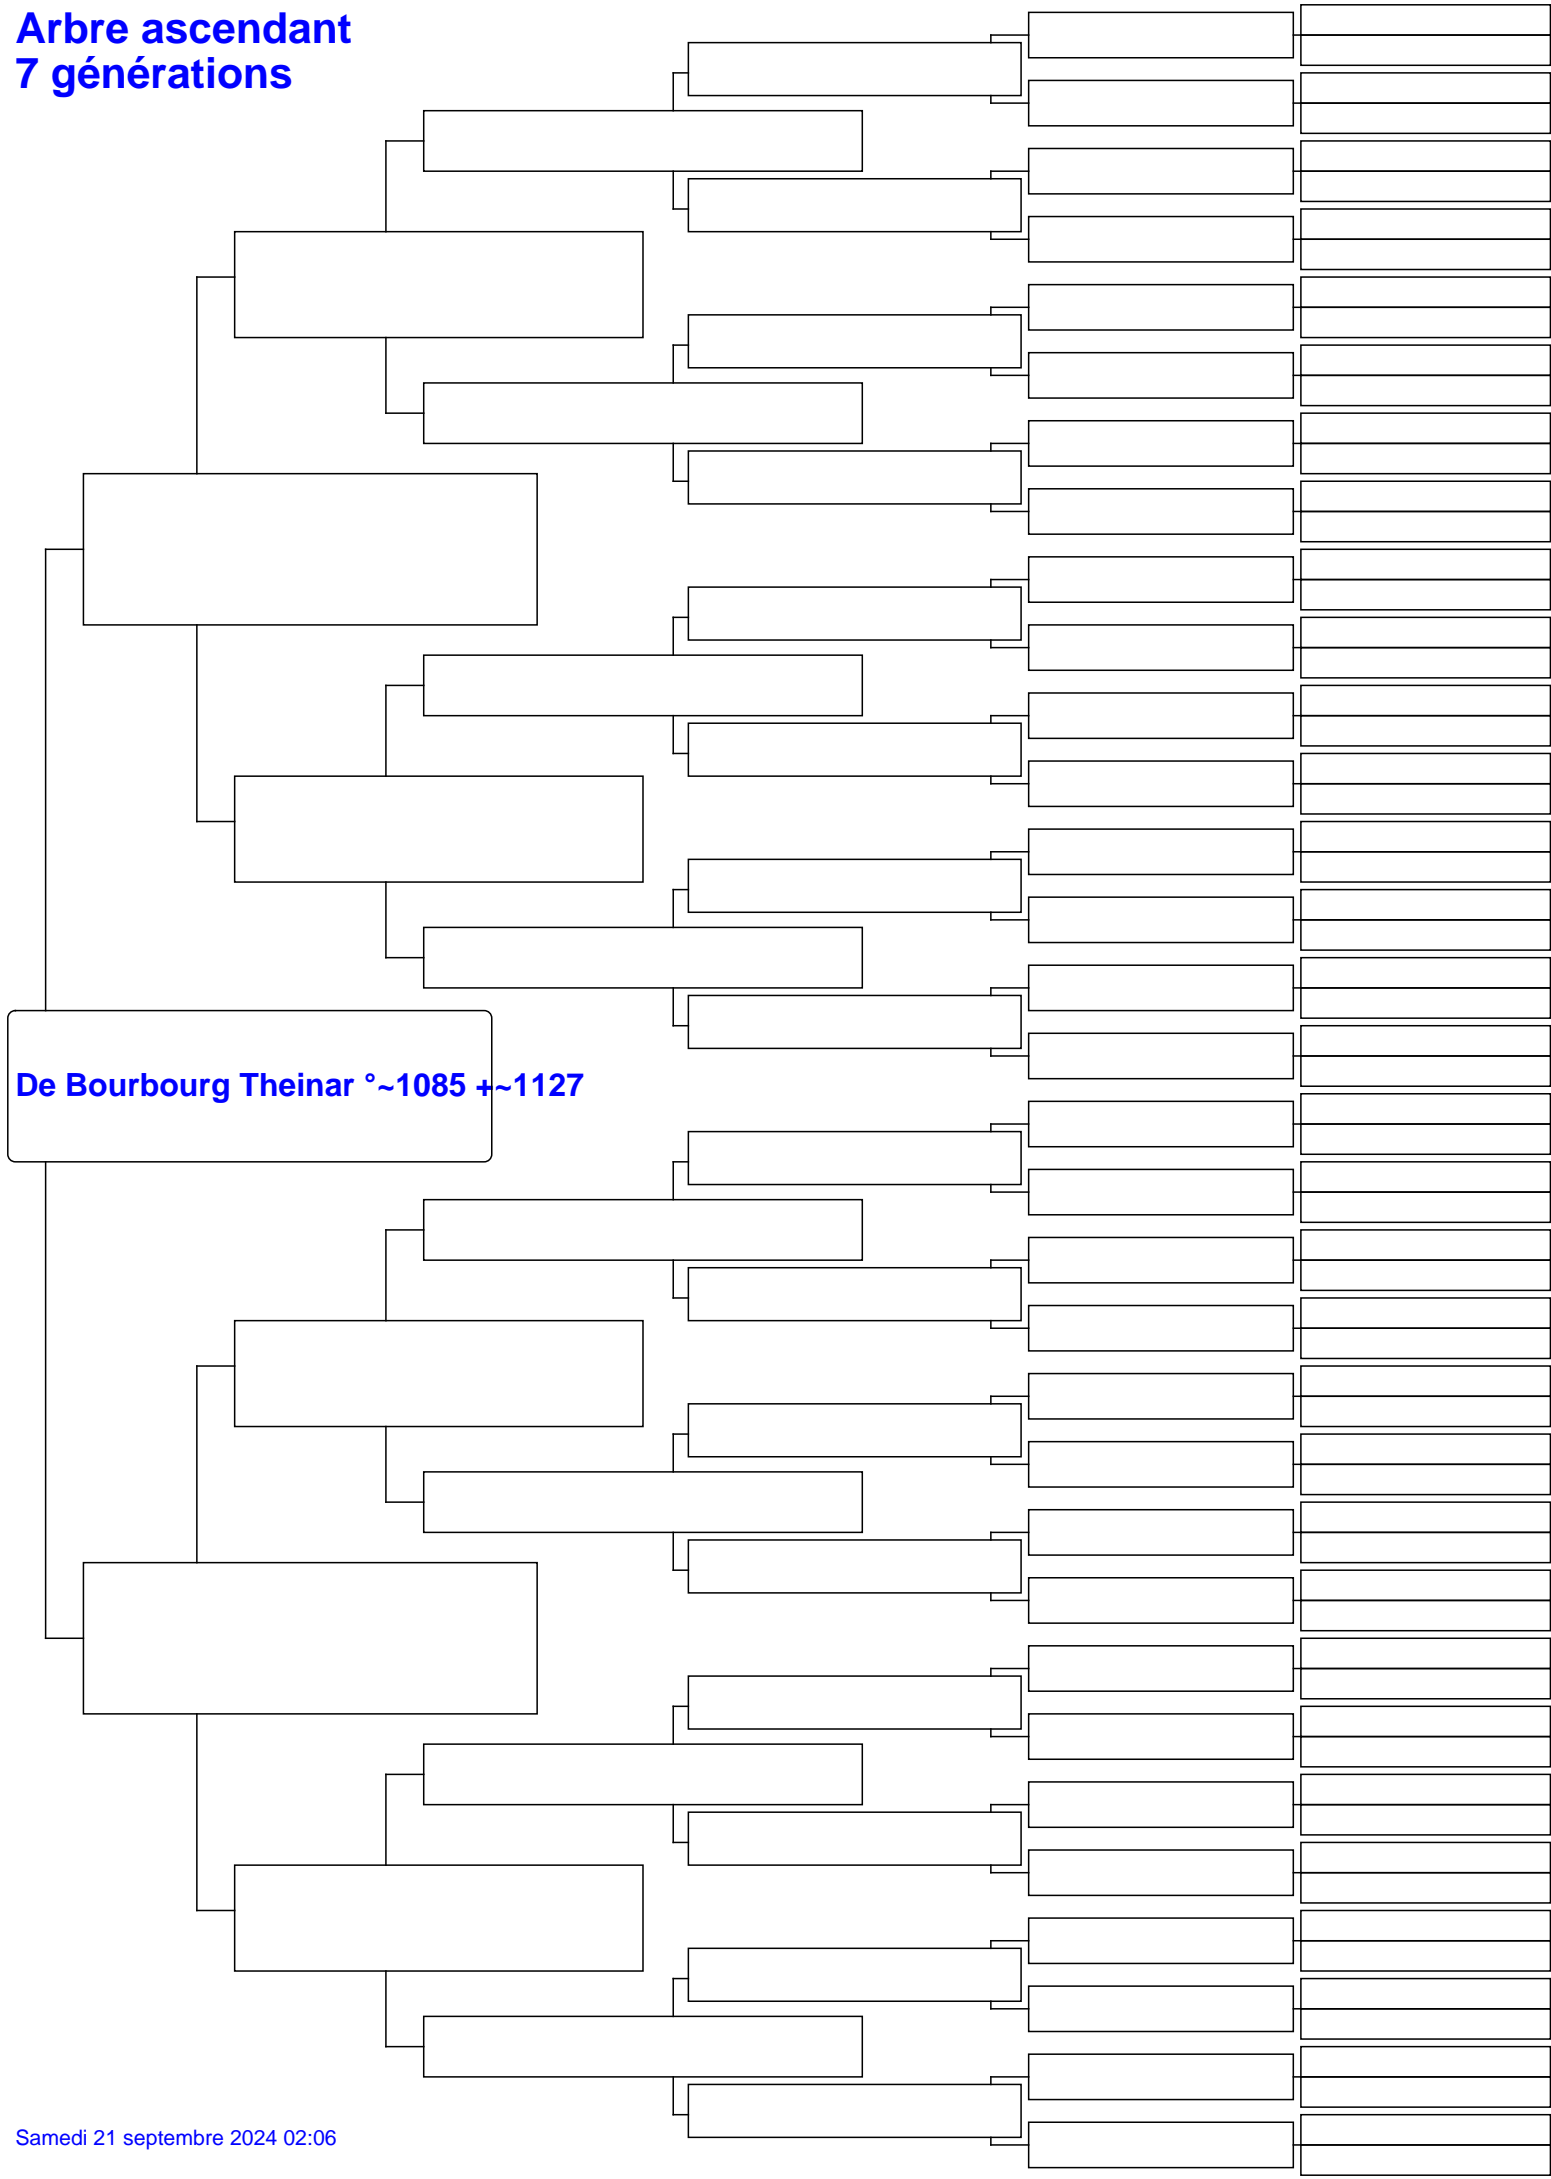 Arbre ascendant
7 générations
De Bourbourg Theinar °~1085 +~1127
Samedi 21 septembre 2024 02:06